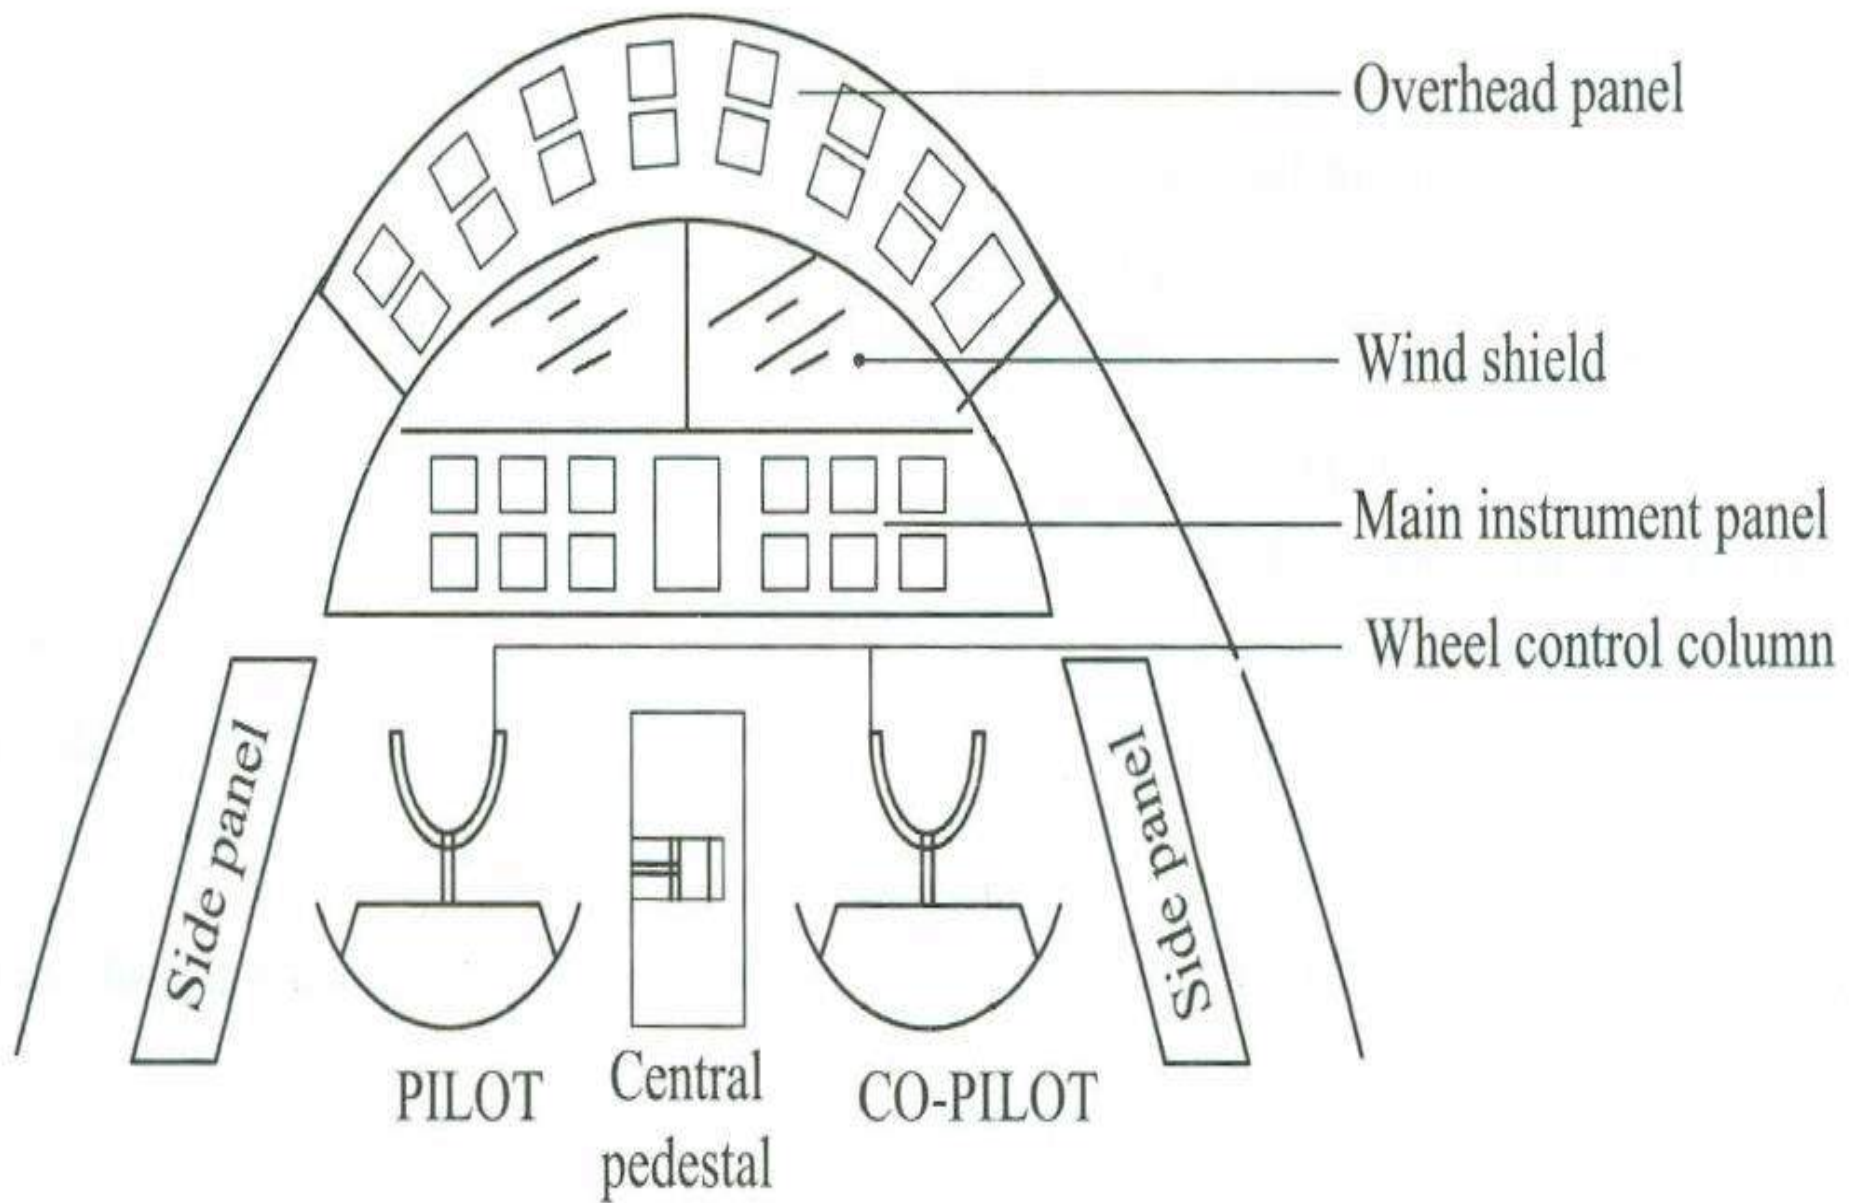 Overhead panel
Wind shield
Main instrument panel
Wheel control column
Side panel
Side panel
PILOT
Central
pedestal
CO-PILOT